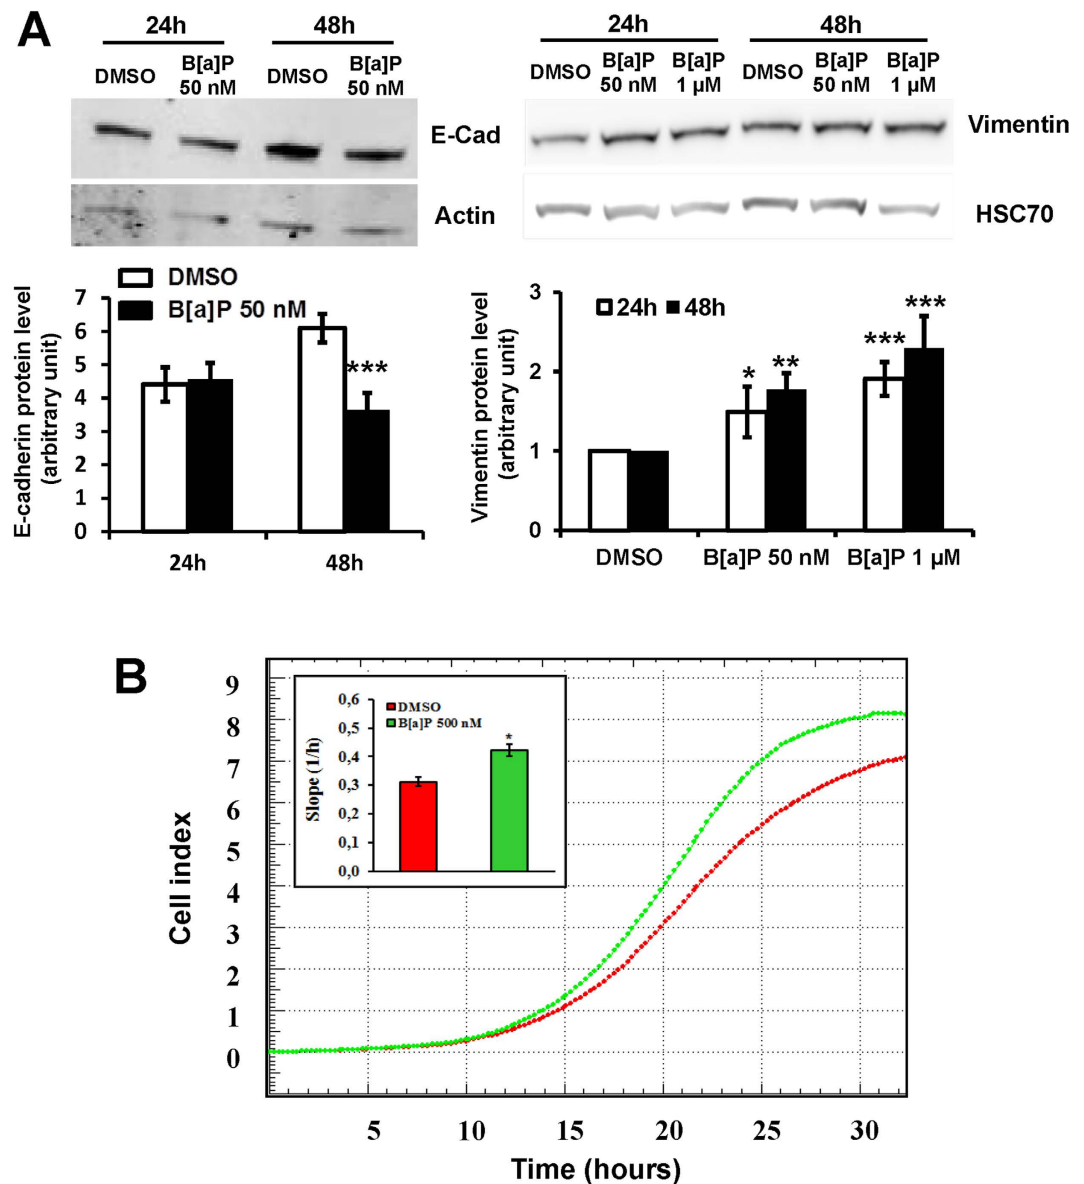 A
24h 48h
DMSO B[a]P 50 nM DMSO B[a]P 50 nM
E-Cad
Actin
24h 48h
DMSO B[a]P 50 nM B[a]P 1 µM DMSO B[a]P 50 nM B[a]P 1 µM
Vimentin
HSC70
E-cadherin protein level
(arbitrary unit)
DMSO
B[a]P 50 nM
7
6
5
4
3
2
1
0
***
24h 48h
Vimentin protein level
(arbitrary unit)
24h 48h
3
2
1
0
* ** *** ***
DMSO B[a]P 50 nM B[a]P 1 µM
B
Cell index
9
8
7
6
5
4
3
2
1
0
Slope (1/h)
0,6
0,5
0,4
0,3
0,2
0,1
0,0
DMSO
B[a]P 500 nM
*
5 10 15 20 25 30
Time (hours)